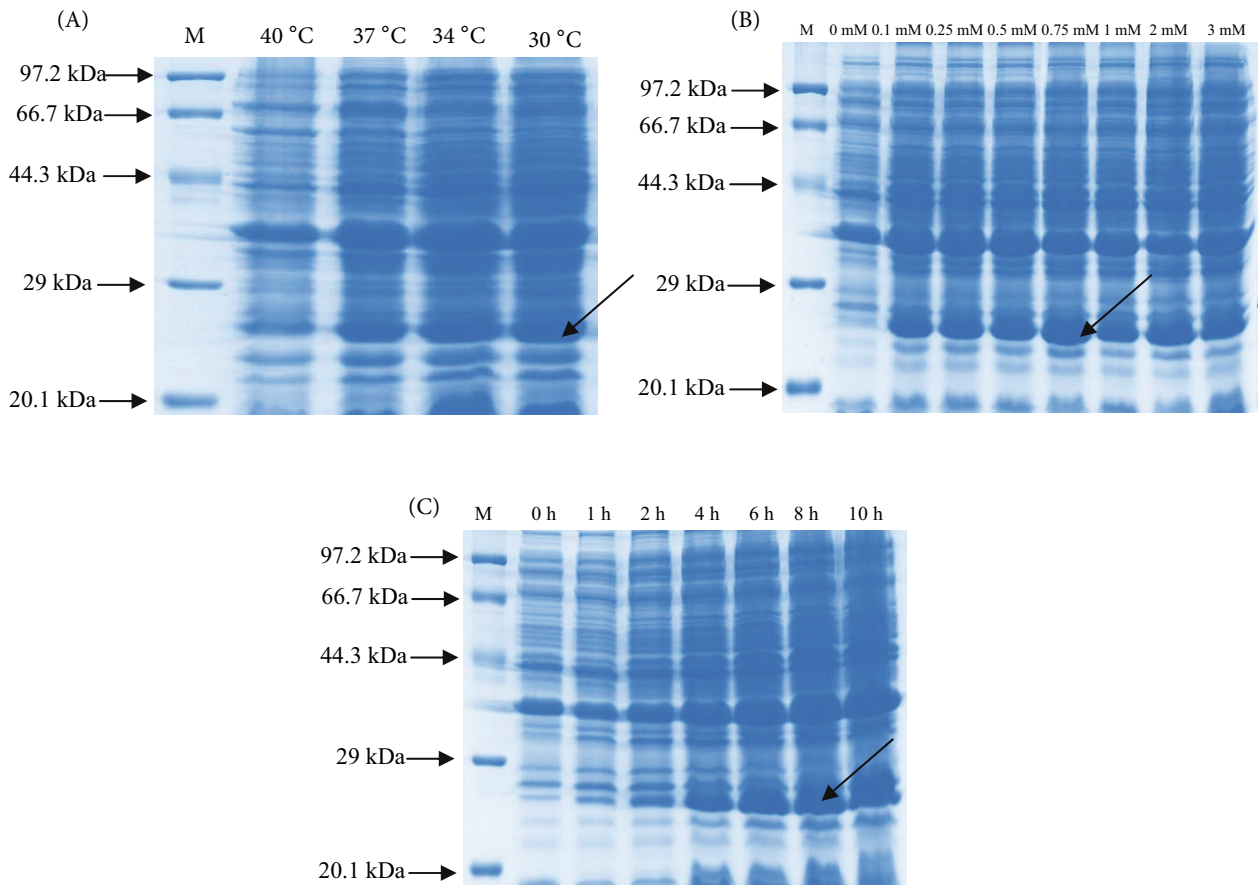 (A)
M 40 °C 37 °C 34 °C 30 °C
97.2 kDa
66.7 kDa
44.3 kDa
29 kDa
20.1 kDa
(B)
M 0 mM 0.1 mM 0.25 mM 0.5 mM 0.75 mM 1 mM 2 mM 3 mM
97.2 kDa
66.7 kDa
44.3 kDa
29 kDa
20.1 kDa
(C)
M 0 h 1 h 2 h 4 h 6 h 8 h 10 h
97.2 kDa
66.7 kDa
44.3 kDa
29 kDa
20.1 kDa